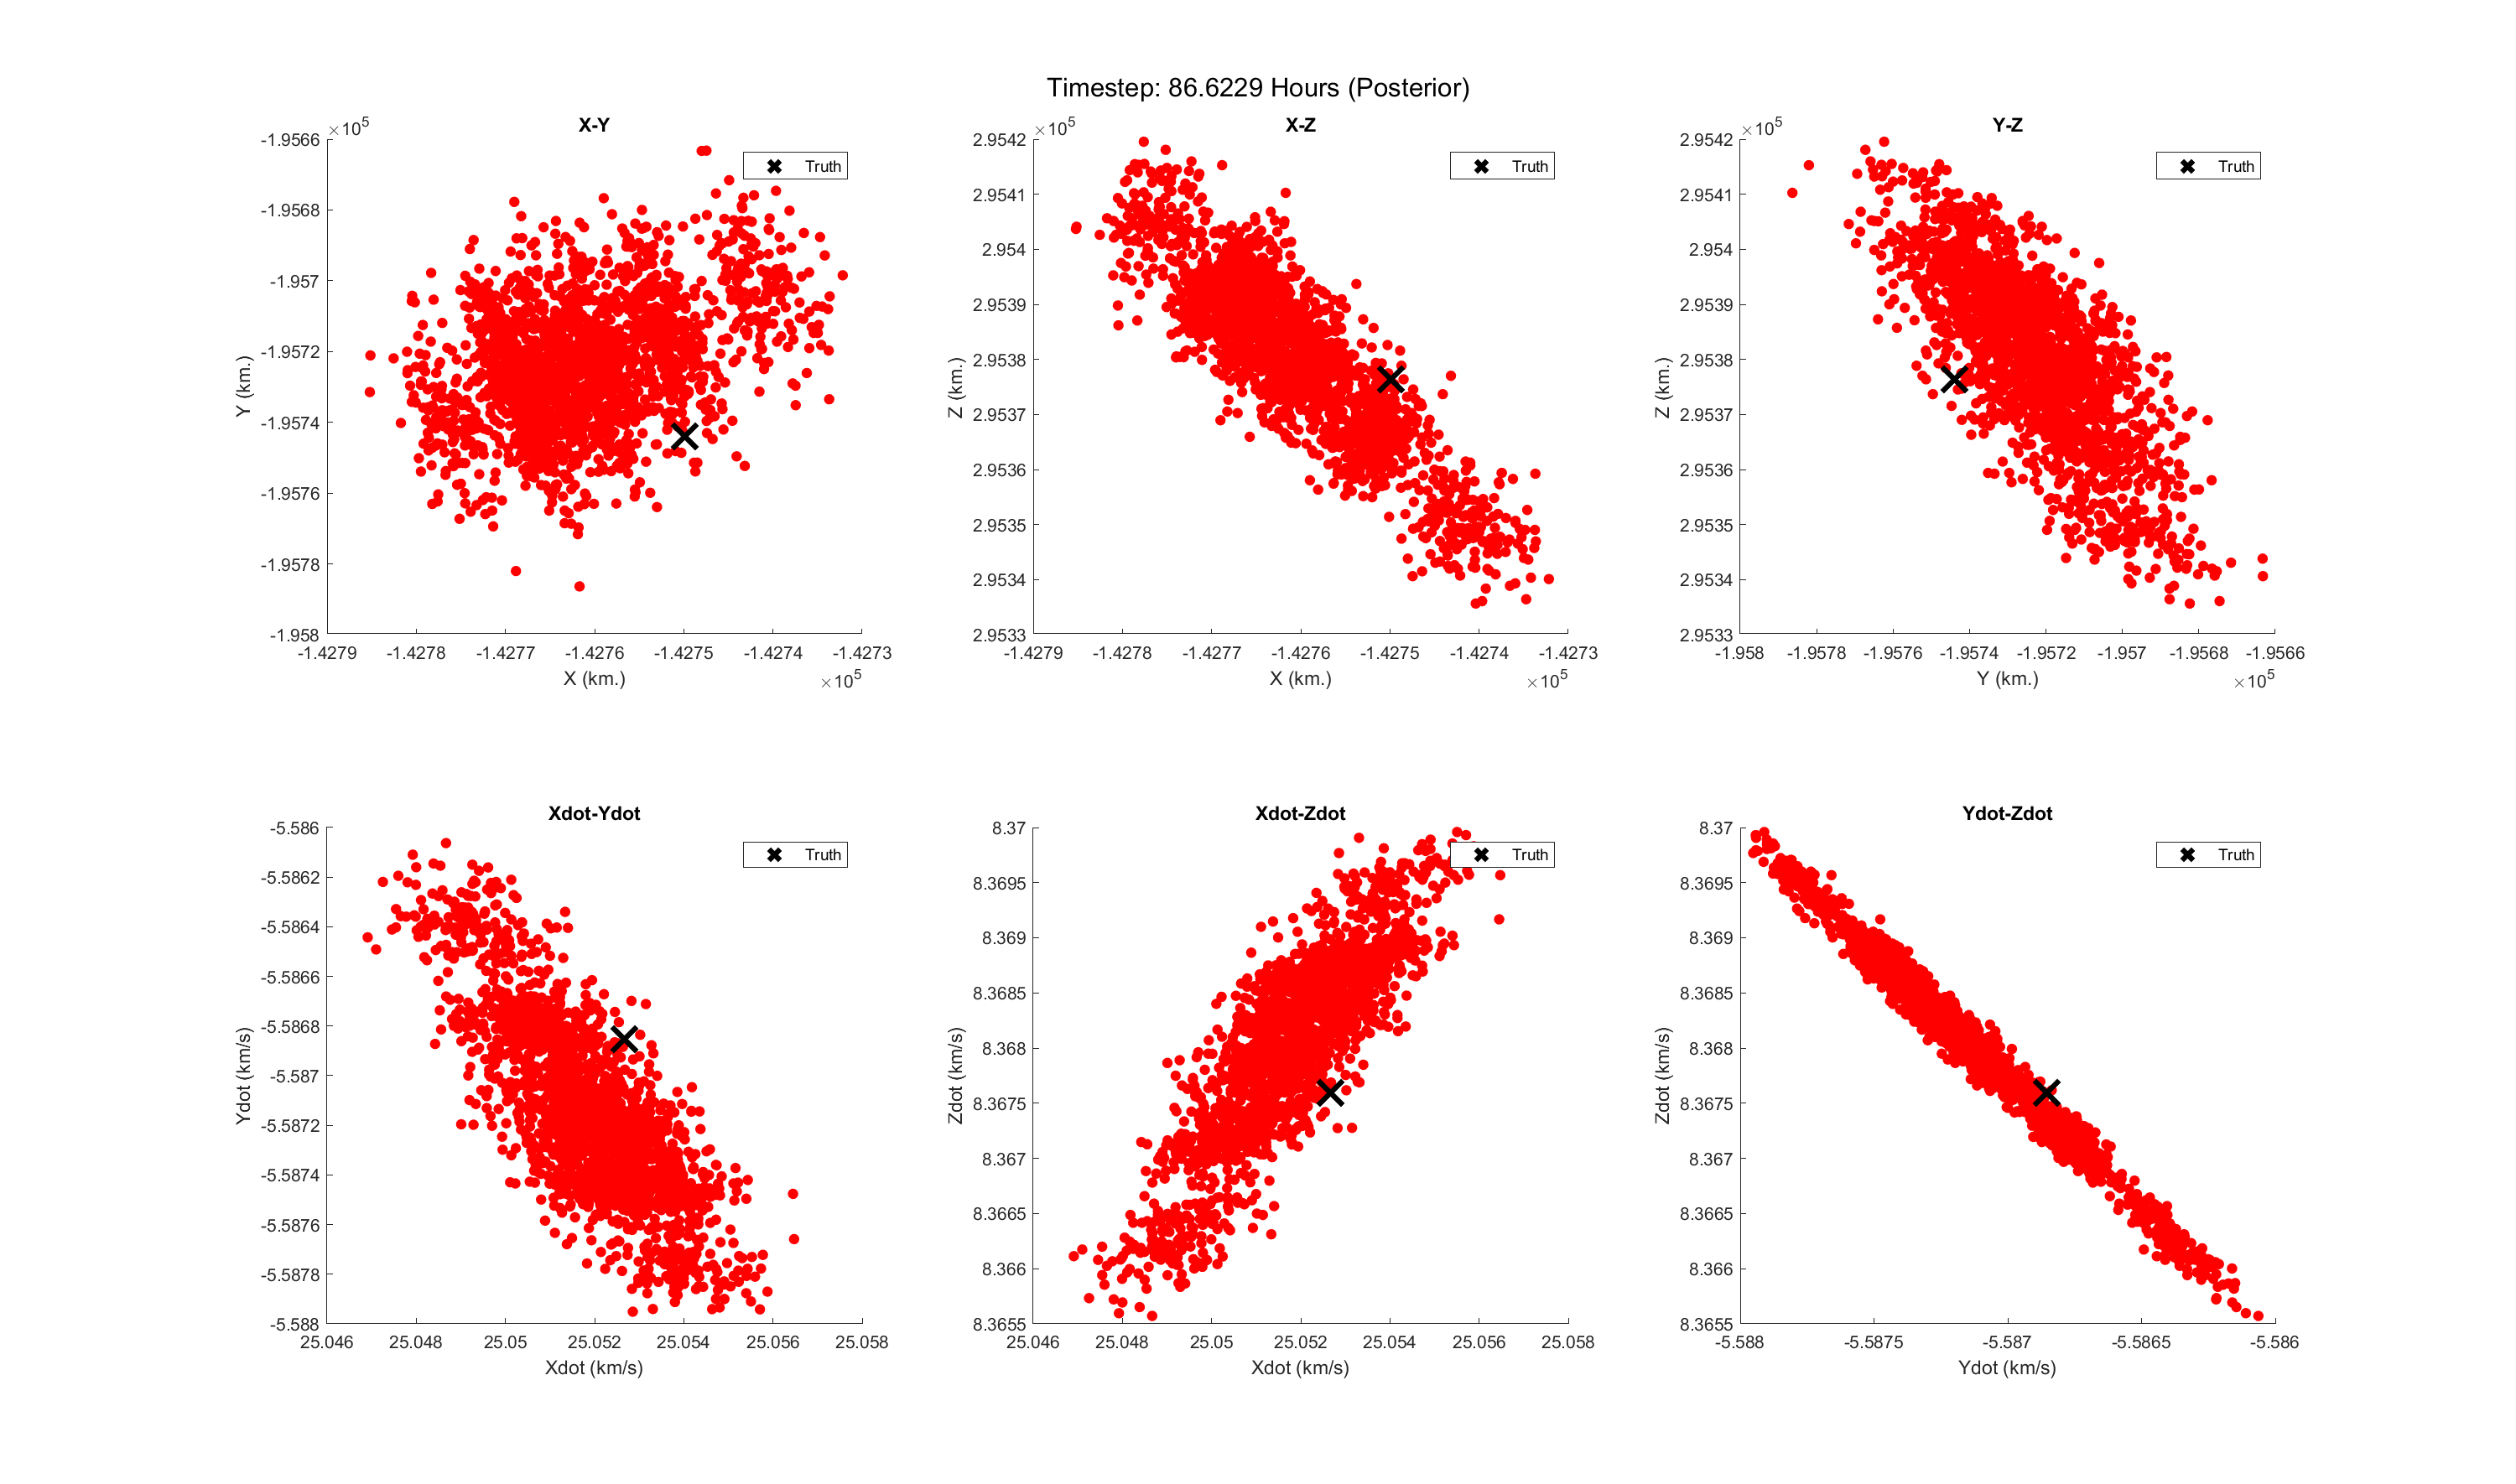 Timestep: 86.6229 Hours (Posterior)
X-Y
×10^5
-1.9566
-1.9568
-1.957
-1.9572
-1.9574
-1.9576
-1.9578
-1.958
Y (km.)
Truth
-1.4279 -1.4278 -1.4277 -1.4276 -1.4275 -1.4274 -1.4273
X (km.)
×10^5
X-Z
×10^5
2.9542
2.9541
2.954
2.9539
2.9538
2.9537
2.9536
2.9535
2.9534
2.9533
Z (km.)
Truth
-1.4279 -1.4278 -1.4277 -1.4276 -1.4275 -1.4274 -1.4273
X (km.)
×10^5
Y-Z
×10^5
2.9542
2.9541
2.954
2.9539
2.9538
2.9537
2.9536
2.9535
2.9534
2.9533
Z (km.)
Truth
-1.958 -1.9578 -1.9576 -1.9574 -1.9572 -1.957 -1.9568 -1.9566
Y (km.)
×10^5
Xdot-Ydot
-5.586
-5.5862
-5.5864
-5.5866
-5.5868
-5.587
-5.5872
-5.5874
-5.5876
-5.5878
-5.588
Ydot (km/s)
Truth
25.046 25.048 25.05 25.052 25.054 25.056 25.058
Xdot (km/s)
Xdot-Zdot
8.37
8.3695
8.369
8.3685
8.368
8.3675
8.367
8.3665
8.366
8.3655
Zdot (km/s)
Truth
25.046 25.048 25.05 25.052 25.054 25.056 25.058
Xdot (km/s)
Ydot-Zdot
8.37
8.3695
8.369
8.3685
8.368
8.3675
8.367
8.3665
8.366
8.3655
Zdot (km/s)
Truth
-5.588 -5.5875 -5.587 -5.5865 -5.586
Ydot (km/s)